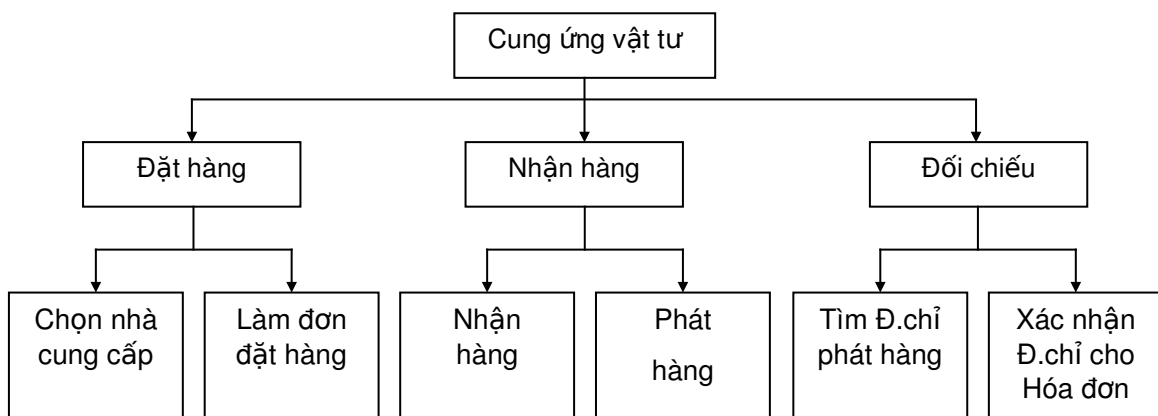 Cung ứng vật tư
Đặt hàng
Nhận hàng
Đối chiếu
Chọn nhà
cung cấp
Làm đơn
đặt hàng
Nhận
hàng
Phát
hàng
Tìm Đ.chỉ
phát hàng
Xác nhận
Đ.chỉ cho
Hóa đơn